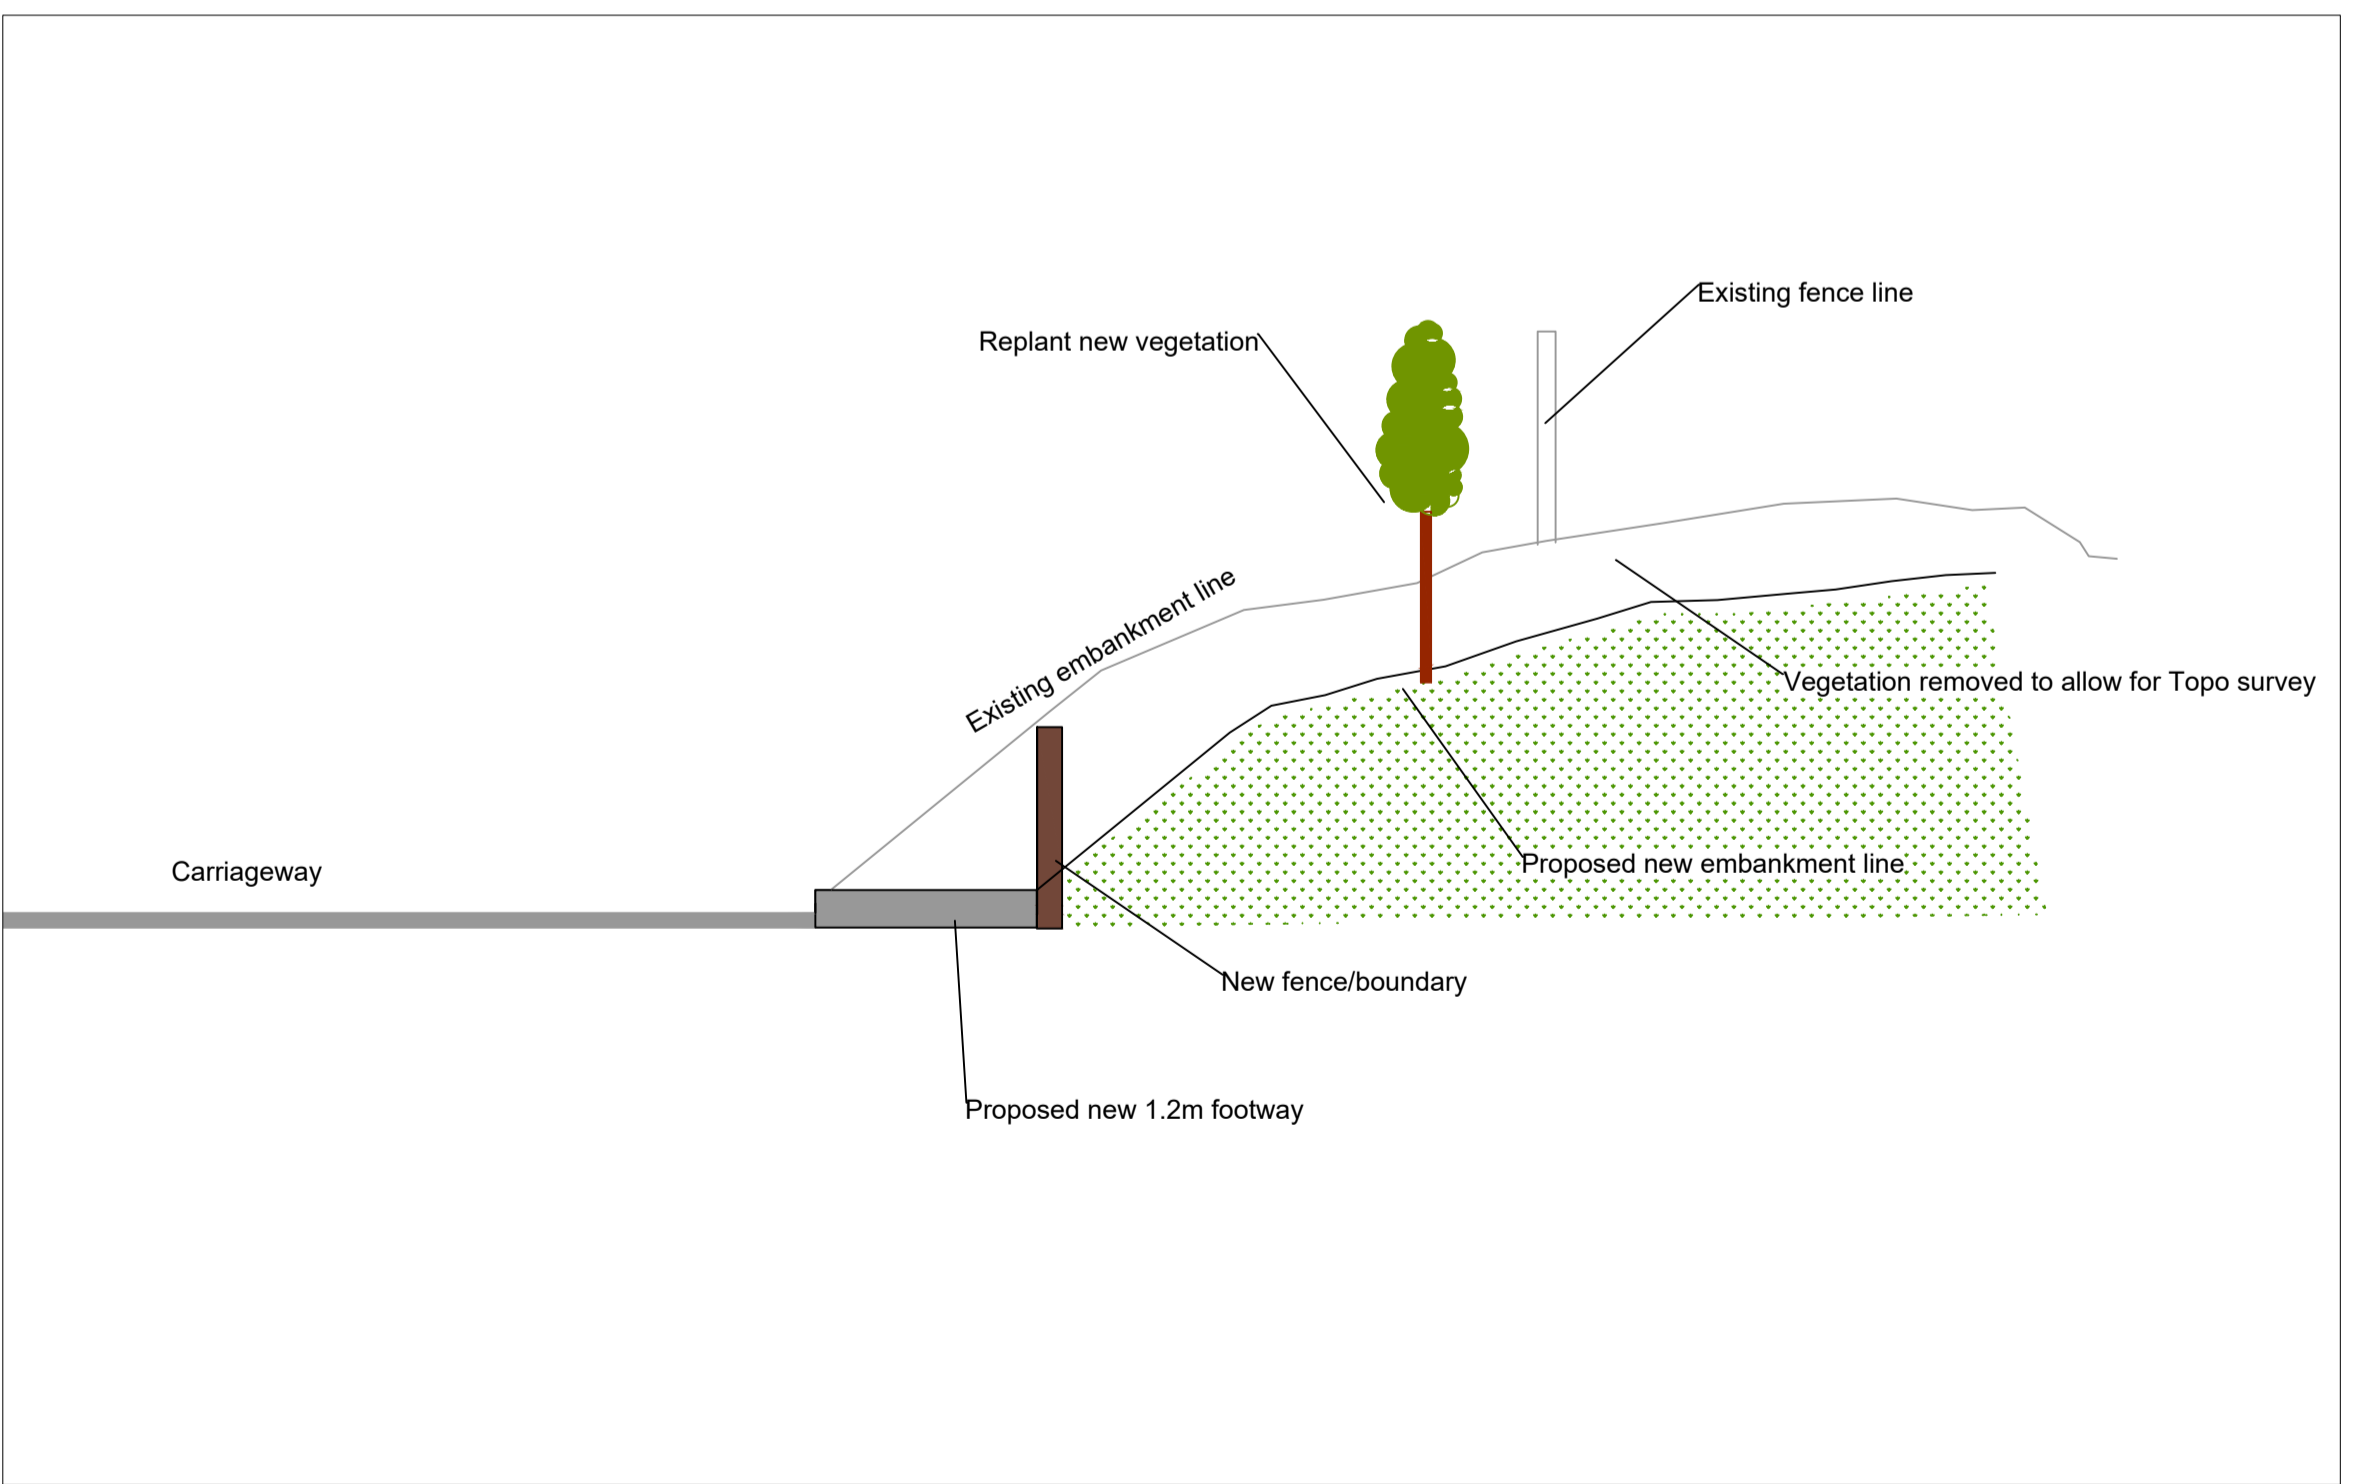 Existing fence line
Replant new vegetation
Existing embankment line
Vegetation removed to allow for Topo survey
Carriageway
Proposed new embankment line
New fence/boundary
Proposed new 1.2m footway